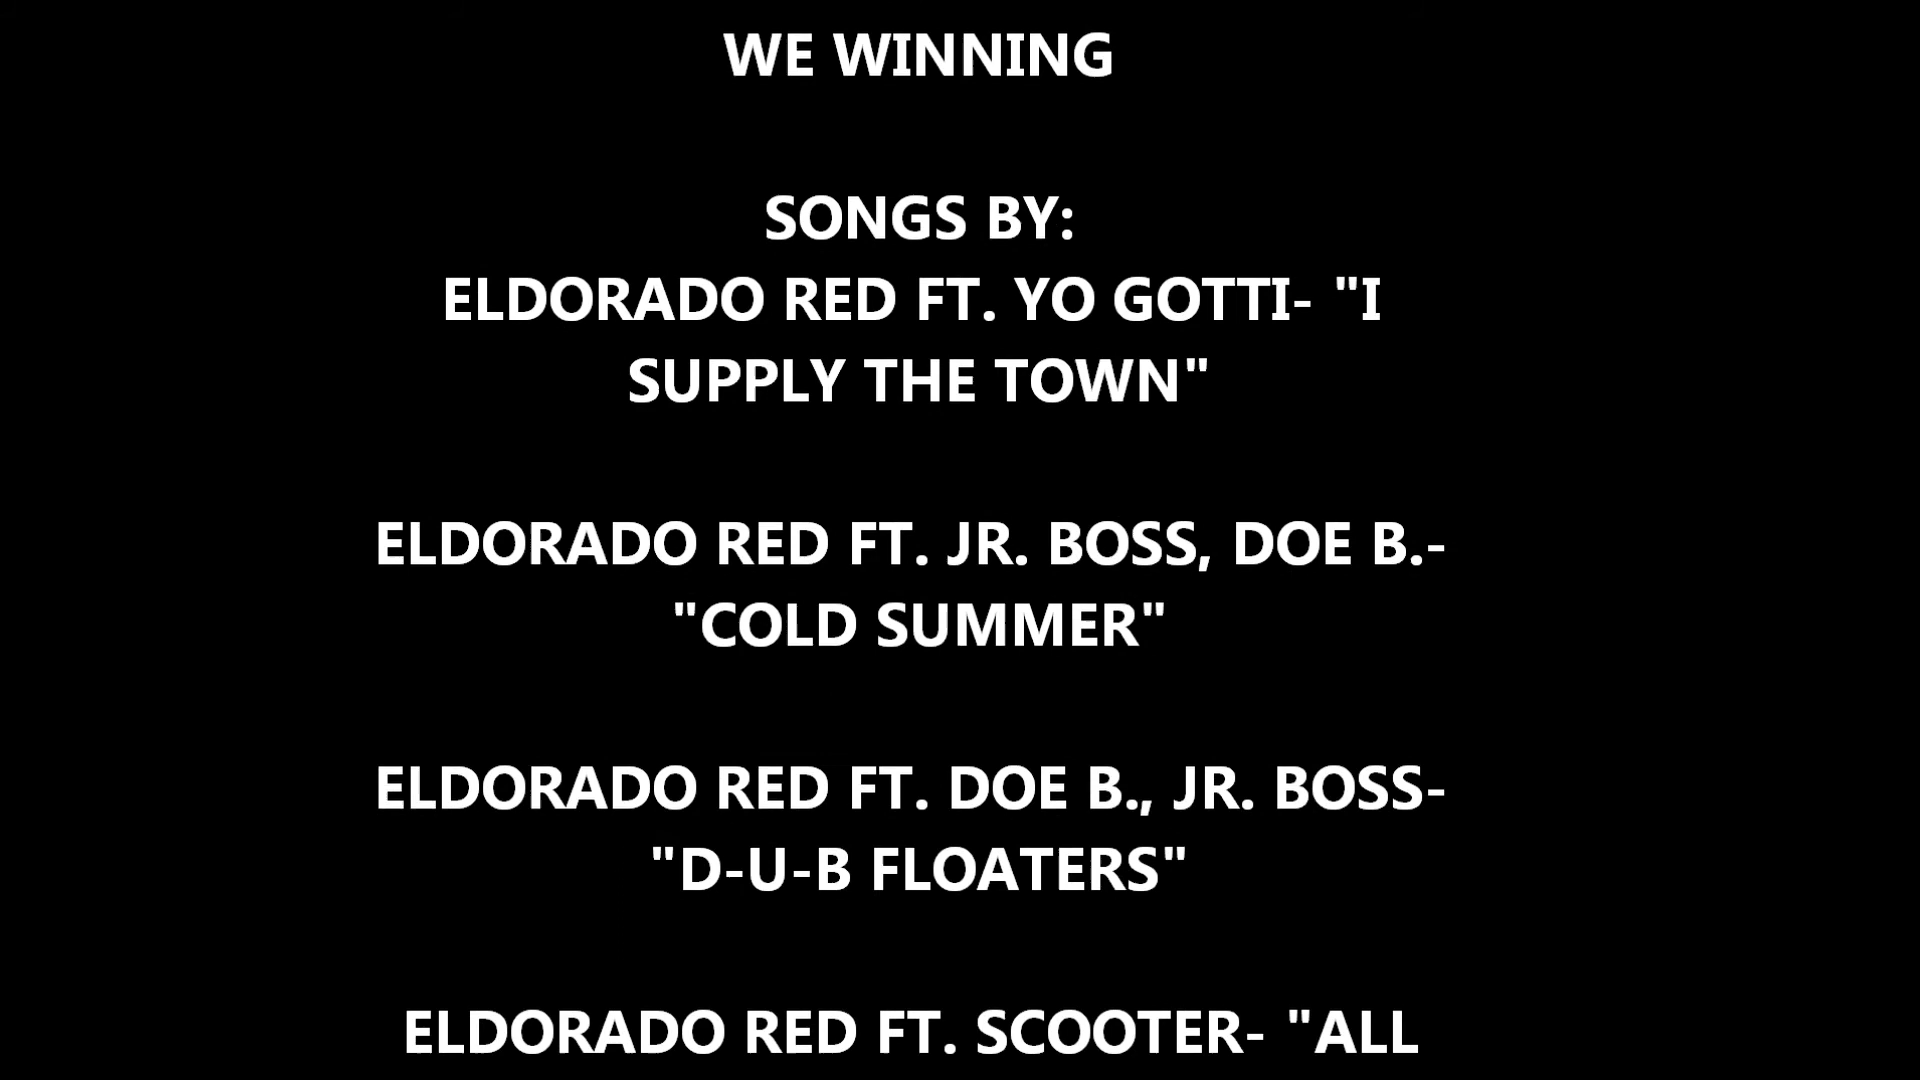 WE WINNING
SONGS BY:
ELDORADO RED FT. YO GOTTI- "I
SUPPLY THE TOWN"
ELDORADO RED FT. JR. BOSS, DOE B.-
"COLD SUMMER"
ELDORADO RED FT. DOE B., JR. BOSS-
"D-U-B FLOATERS"
ELDORADO RED FT. SCOOTER- "ALL